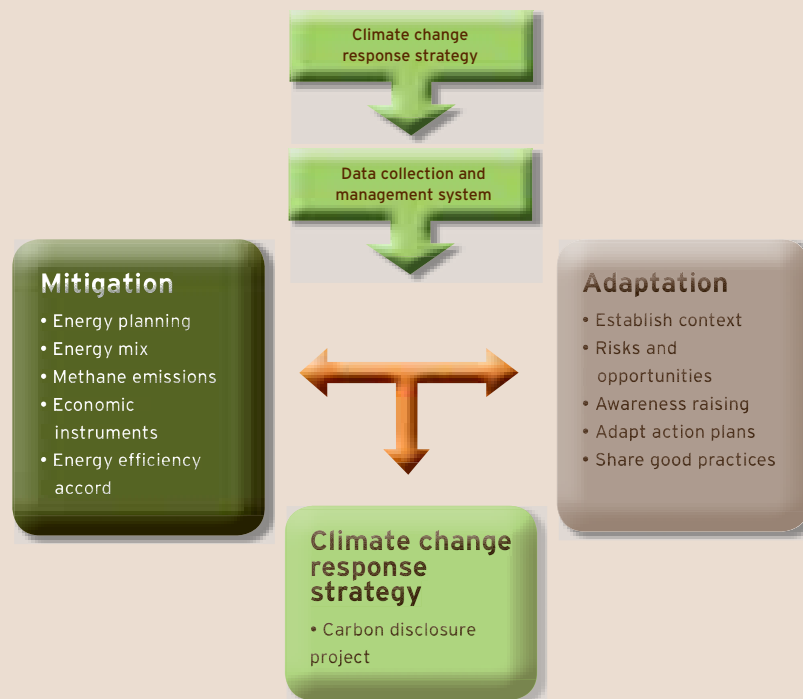 Climate change
response strategy
Data collection and
management system
Mitigation
• Energy planning
• Energy mix
• Methane emissions
• Economic
instruments
• Energy efficiency
accord
Adaptation
• Establish context
• Risks and
opportunities
• Awareness raising
• Adapt action plans
• Share good practices
Climate change
response
strategy
• Carbon disclosure
project